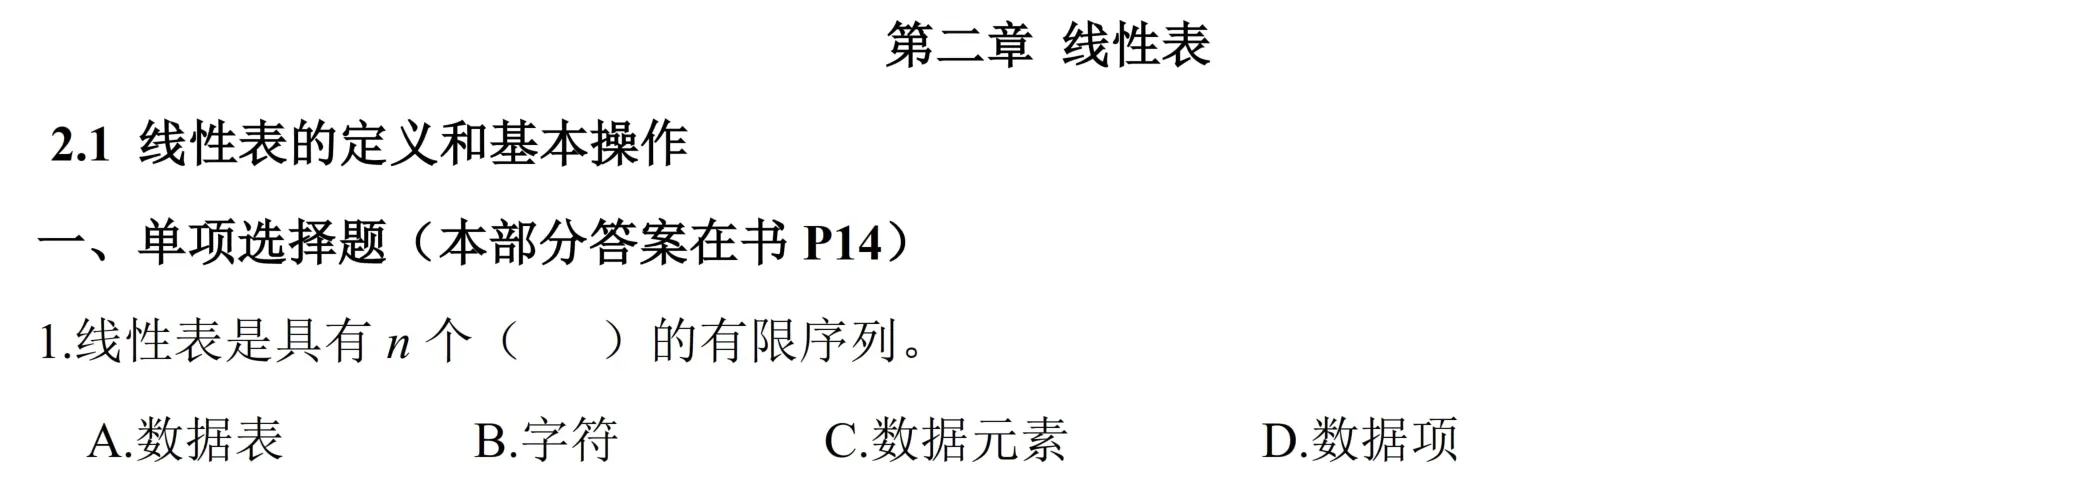 第二章 线性表
2.1 线性表的定义和基本操作
一、单项选择题（本部分答案在书 P14）
1.线性表是具有 n 个（ ）的有限序列。
A.数据表 B.字符 C.数据元素 D.数据项